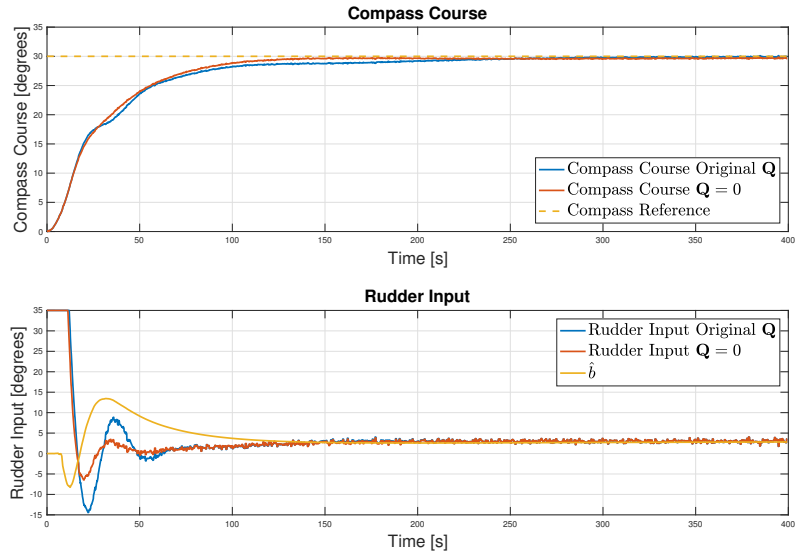 Compass Course
Compass Course [degrees]
35
30
25
20
15
10
5
0
0 50 100 150 200 250 300 350 400
Time [s]
Compass Course Original Q
Compass Course Q = 0
Compass Reference
Rudder Input
Rudder Input [degrees]
35
30
25
20
15
10
5
0
-5
-10
-15
0 50 100 150 200 250 300 350 400
Time [s]
Rudder Input Original Q
Rudder Input Q = 0
b̂